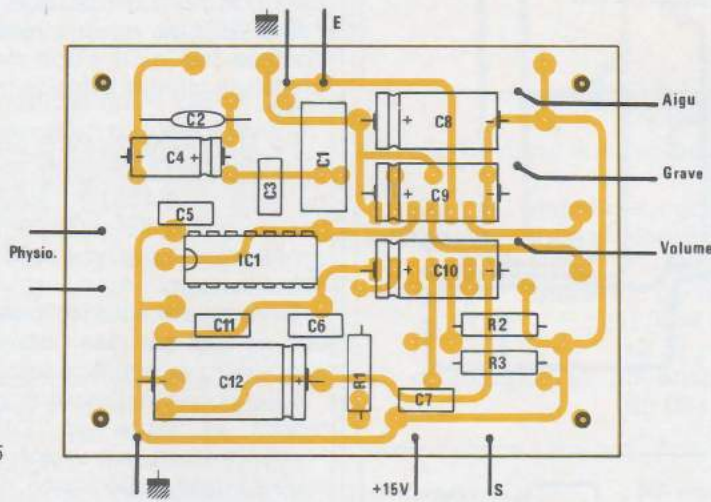 E
Aigu
C2
C8
+
C4 +
-
C1
C3
C9
+
Grave
C5
Physio.
IC1
Volume
C10
+
-
C11
C6
R2
R3
R1
C12
+
-
C7
5
+15V
S